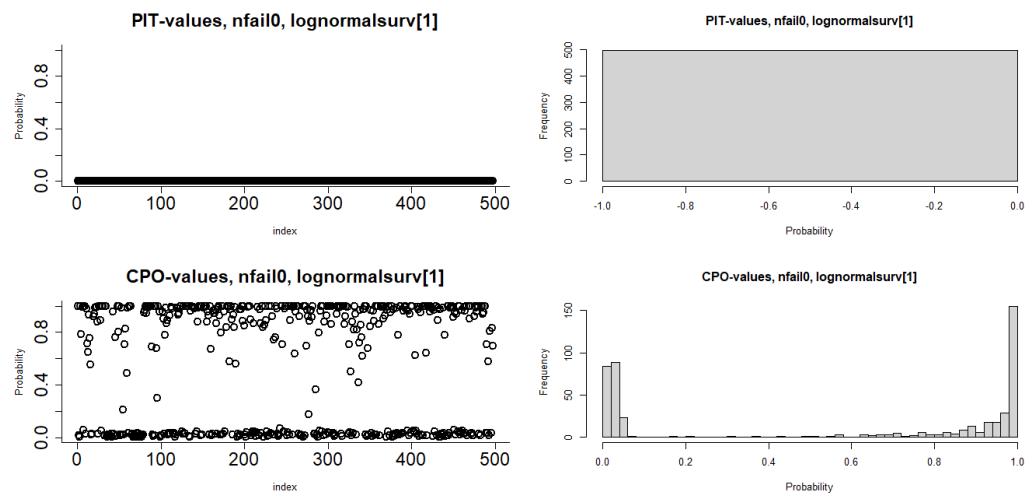 PIT-values, nfail0, lognormalsurv[1]
Probability
0.0 0.4 0.8
0 100 200 300 400 500
index
PIT-values, nfail0, lognormalsurv[1]
Frequency
0 100 200 300 400 500
-1.0 -0.8 -0.6 -0.4 -0.2 0.0
Probability
CPO-values, nfail0, lognormalsurv[1]
Probability
0.0 0.4 0.8
0 100 200 300 400 500
index
CPO-values, nfail0, lognormalsurv[1]
Frequency
0 50 100 150
0.0 0.2 0.4 0.6 0.8 1.0
Probability